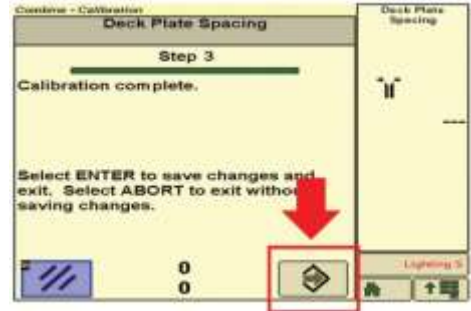 Combine - Calibration
Deck Plate Spacing
Step 3
Calibration complete.
Select ENTER to save changes and
exit. Select ABORT to exit without
saving changes.
0
0
Deck Plate
Spacing
---
Lighting